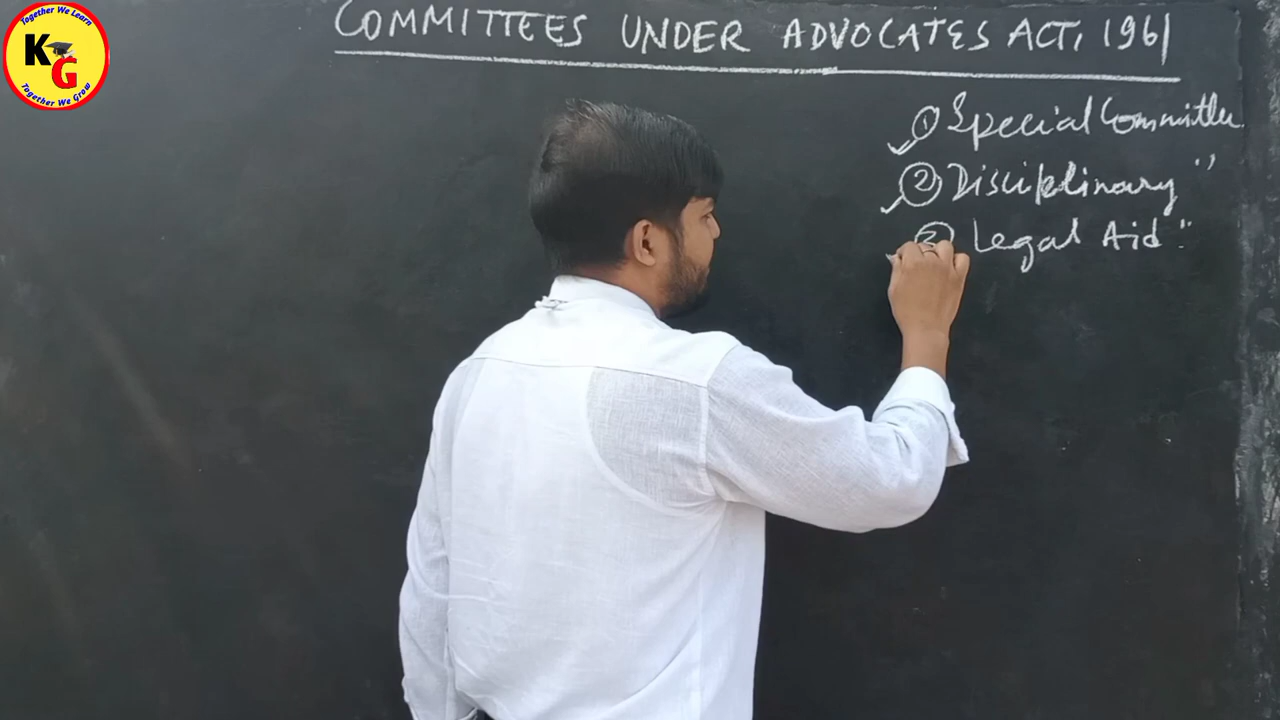 Together We Learn
KG
Together We Grow
COMMITTEES UNDER ADVOCATES ACT, 1961
① Special Committee
② Disciplinary "
③ Legal Aid "